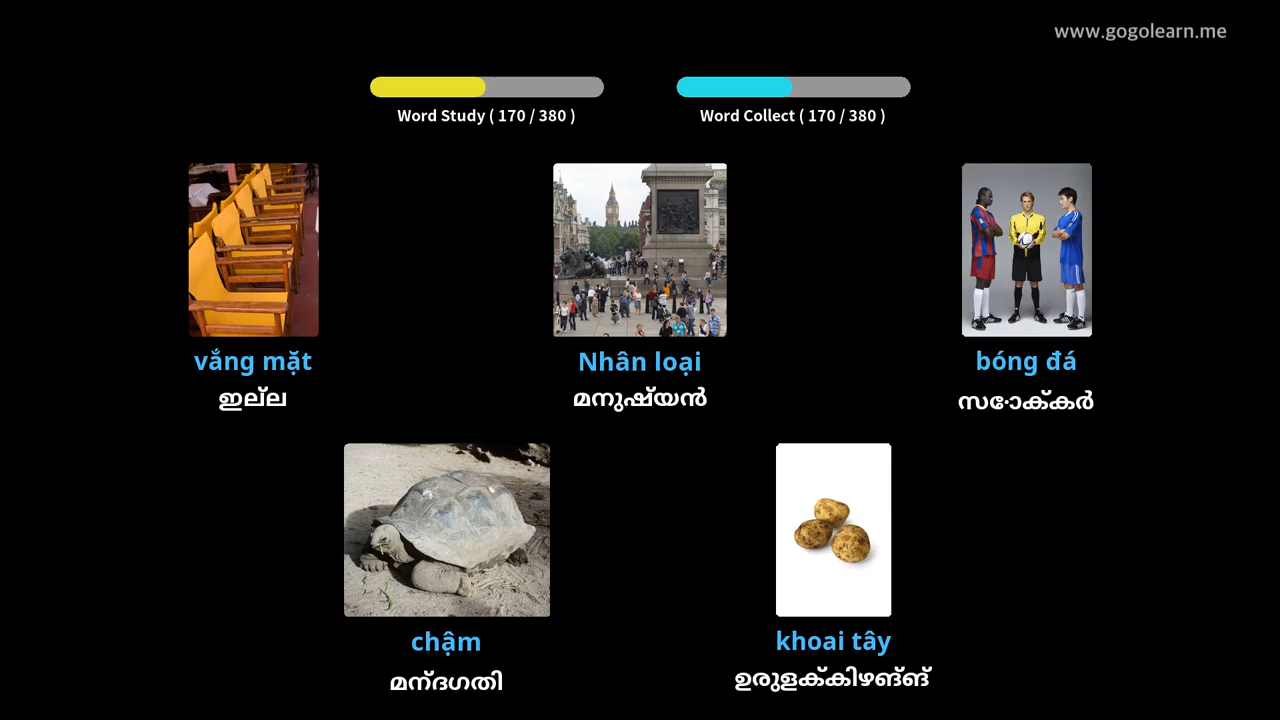 www.gogolearn.me
Word Study ( 170 / 380 )
Word Collect ( 170 / 380 )
vắng mặt
ഇല്ല
Nhân loại
മനുഷ്യൻ
bóng đá
സോക്കർ
chậm
മന്ദഗതി
khoai tây
ഉരുളക്കിഴങ്ങ്